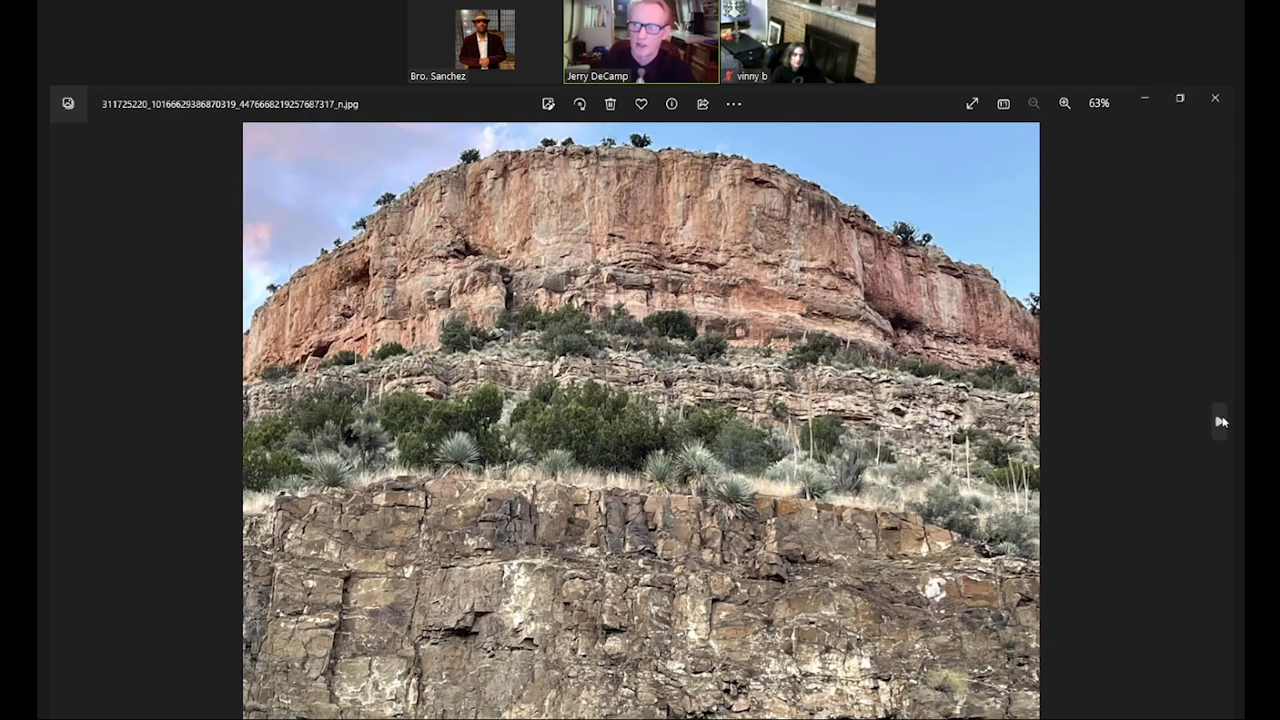 Bro. Sanchez
Jerry DeCamp
vinny b
311725220_10166629386870319_4476668219257687317_n.jpg
63%